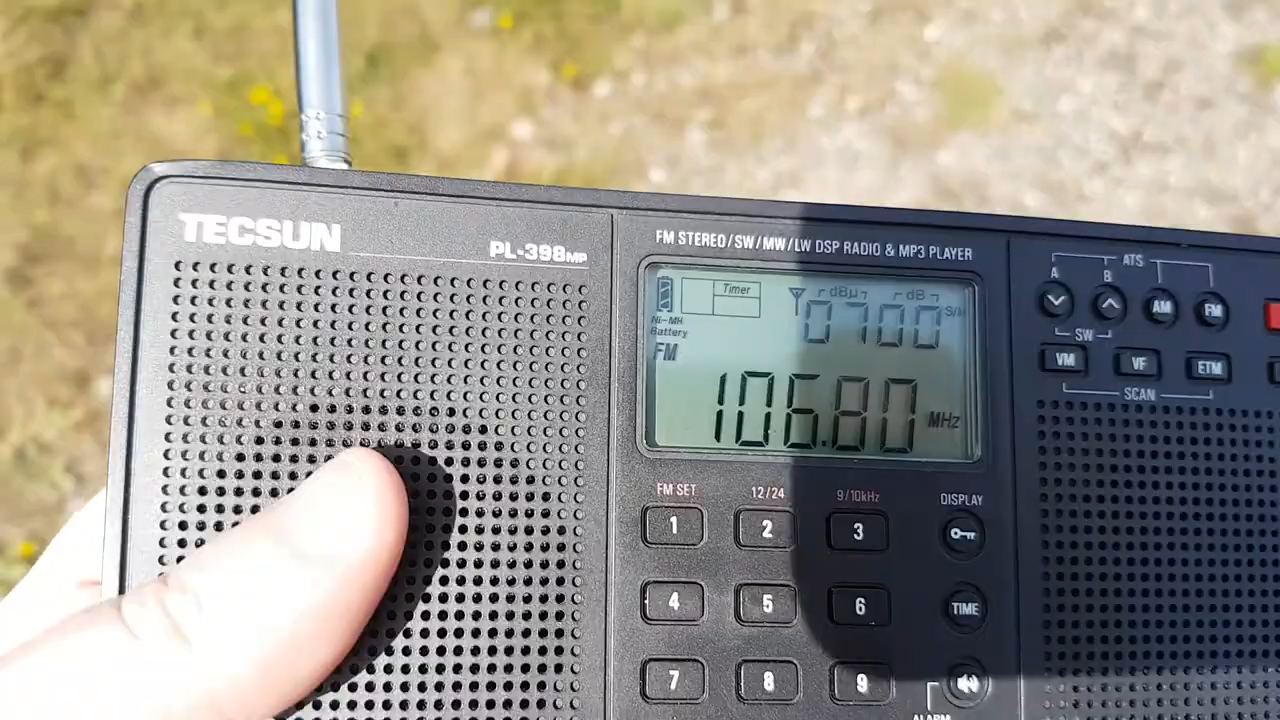 TECSUN
PL-398MP
FM STEREO/SW/MW/LW DSP RADIO & MP3 PLAYER
Timer
dBµ
dB
0700
Ni-MH
Battery
FM
106.80
MHz
ATS
A
B
AM
FM
SW
VM
VF
ETM
SCAN
FM SET
12/24
9/10kHz
DISPLAY
1
2
3
4
5
6
TIME
7
8
9
ALARM